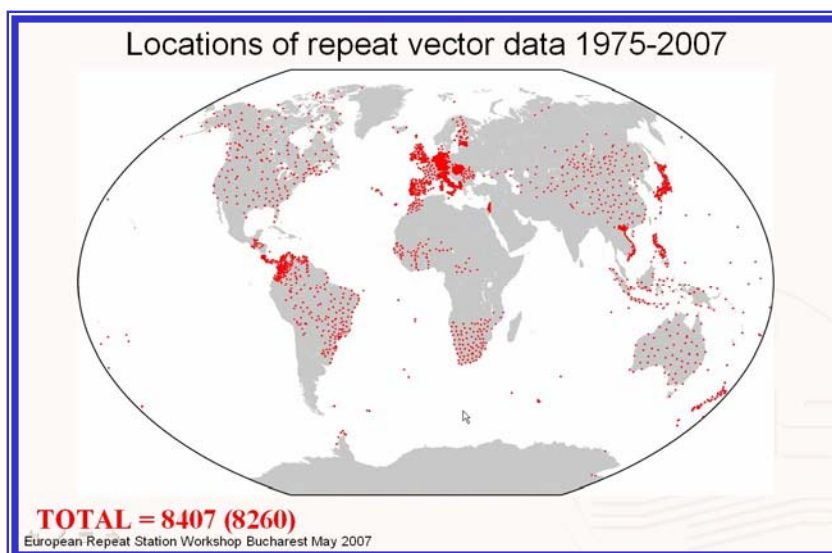 Locations of repeat vector data 1975-2007
TOTAL = 8407 (8260)
European Repeat Station Workshop Bucharest May 2007